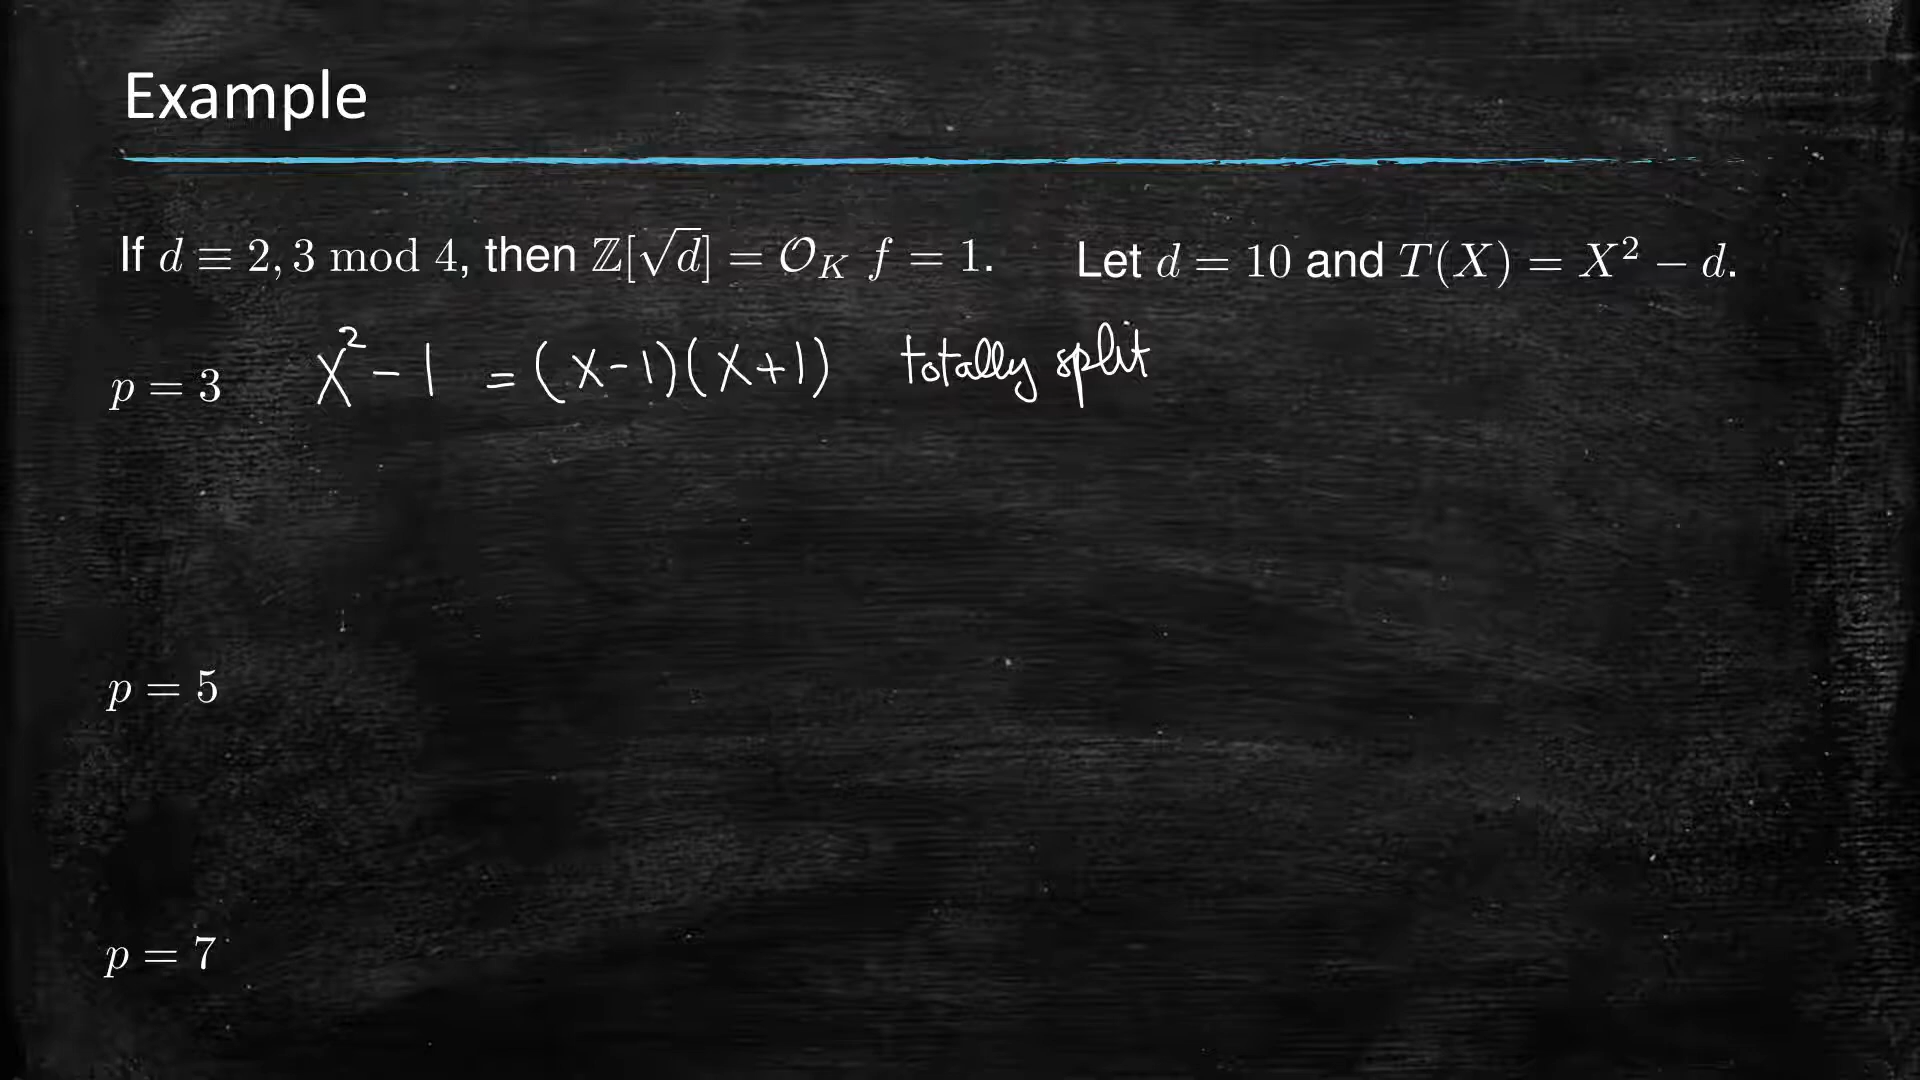 Example
If d ≡ 2, 3 mod 4, then ℤ[√d] = 𝒪_K f = 1. Let d = 10 and T(X) = X² − d.
p = 3 X² − 1 = (X−1)(X+1) totally split
p = 5
p = 7